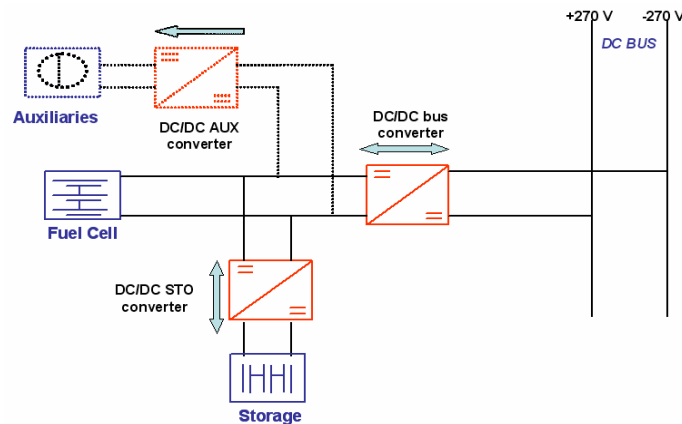 +270 V
-270 V
DC BUS
Auxiliaries
DC/DC AUX
converter
DC/DC bus
converter
Fuel Cell
DC/DC STO
converter
Storage